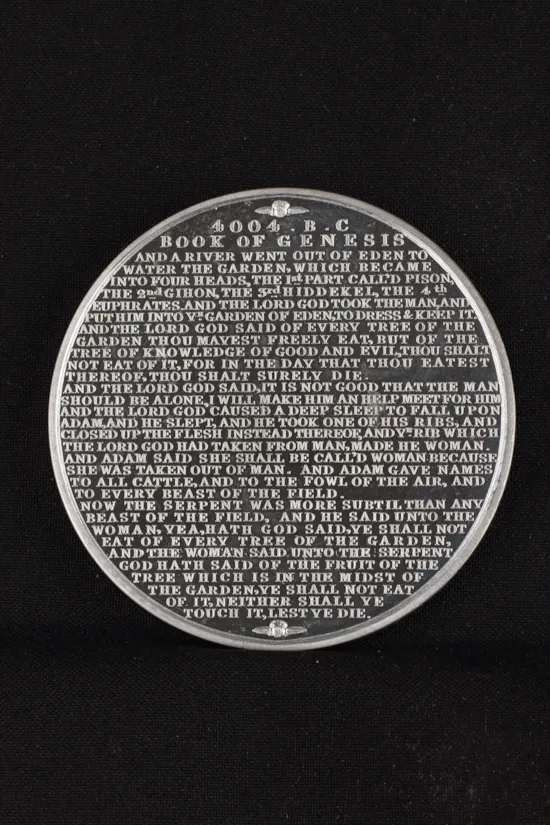 4004 . B . C
BOOK OF GENESIS
AND A RIVER WENT OUT OF EDEN TO
WATER THE GARDEN, WHICH BECAME
INTO FOUR HEADS, THE 1st PART CALL'D PISON,
THE 2nd GIHON, THE 3rd HIDDEKEL, THE 4th
EUPHRATES. AND THE LORD GOD TOOK THE MAN, AND
PUT HIM INTO Ye GARDEN OF EDEN, TO DRESS & KEEP IT.
AND THE LORD GOD SAID OF EVERY TREE OF THE
GARDEN THOU MAYEST FREELY EAT, BUT OF THE
TREE OF KNOWLEDGE OF GOOD AND EVIL, THOU SHALT
NOT EAT OF IT, FOR IN THE DAY THAT THOU EATEST
THEREOF, THOU SHALT SURELY DIE.
AND THE LORD GOD SAID, IT IS NOT GOOD THAT THE MAN
SHOULD BE ALONE, I WILL MAKE HIM AN HELP MEET FOR HIM
AND THE LORD GOD CAUSED A DEEP SLEEP TO FALL UPON
ADAM, AND HE SLEPT, AND HE TOOK ONE OF HIS RIBS, AND
CLOSED UP THE FLESH INSTEAD THEREOF, AND Ye RIB WHICH
THE LORD GOD HAD TAKEN FROM MAN, MADE HE WOMAN.
AND ADAM SAID SHE SHALL BE CALL'D WOMAN BECAUSE
SHE WAS TAKEN OUT OF MAN. AND ADAM GAVE NAMES
TO ALL CATTLE, AND TO THE FOWL OF THE AIR, AND
TO EVERY BEAST OF THE FIELD.
NOW THE SERPENT WAS MORE SUBTIL THAN ANY
BEAST OF THE FIELD, AND HE SAID UNTO THE
WOMAN, YEA, HATH GOD SAID, YE SHALL NOT
EAT OF EVERY TREE OF THE GARDEN,
AND THE WOMAN SAID UNTO THE SERPENT,
GOD HATH SAID OF THE FRUIT OF THE
TREE WHICH IS IN THE MIDST OF
THE GARDEN, YE SHALL NOT EAT
OF IT, NEITHER SHALL YE
TOUCH IT, LEST YE DIE.